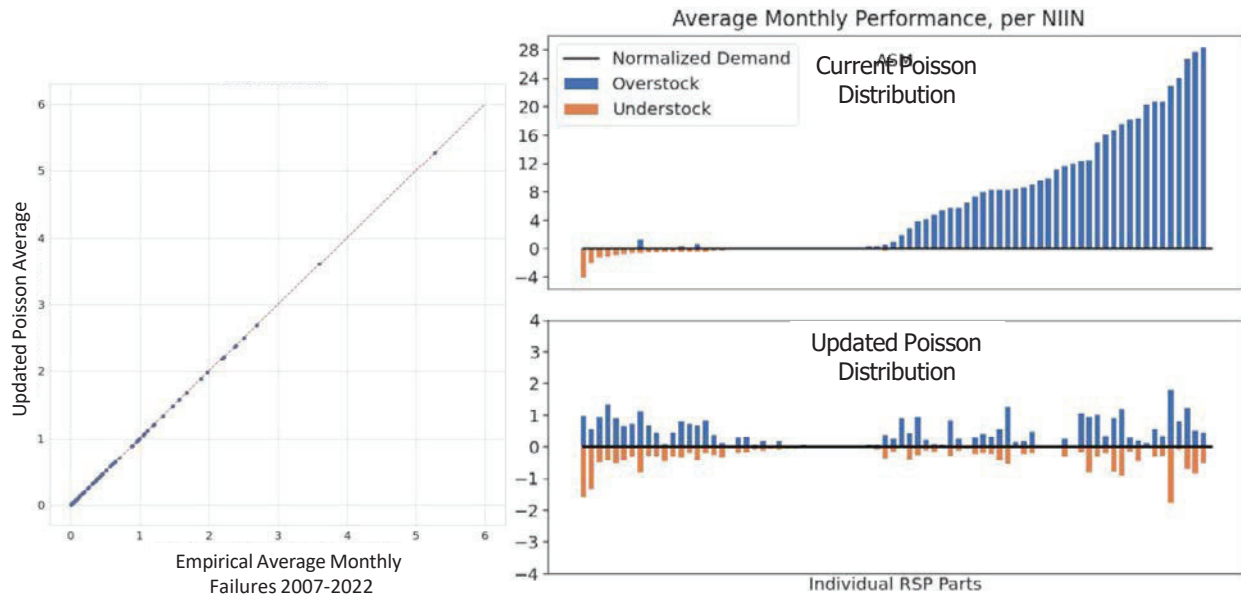 Updated Poisson Average
6
5
4
3
2
1
0
0 1 2 3 4 5 6
Empirical Average Monthly
Failures 2007-2022
Average Monthly Performance, per NIIN
Normalized Demand
Overstock
Understock
ASM
Current Poisson
Distribution
28
24
20
16
12
8
4
0
−4
Updated Poisson
Distribution
4
3
2
1
0
−1
−2
−3
−4
Individual RSP Parts